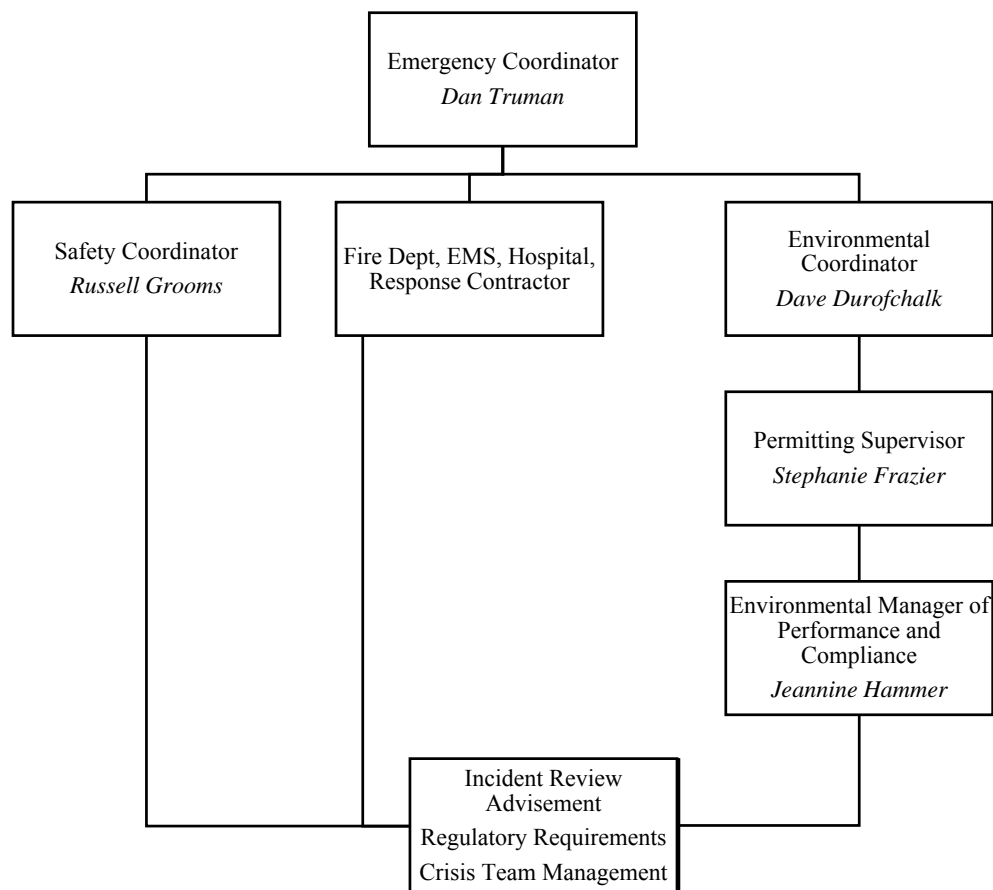 Emergency Coordinator
Dan Truman
Safety Coordinator
Russell Grooms
Fire Dept, EMS, Hospital,
Response Contractor
Environmental
Coordinator
Dave Durofchalk
Permitting Supervisor
Stephanie Frazier
Environmental Manager of
Performance and
Compliance
Jeannine Hammer
Incident Review
Advisement
Regulatory Requirements
Crisis Team Management